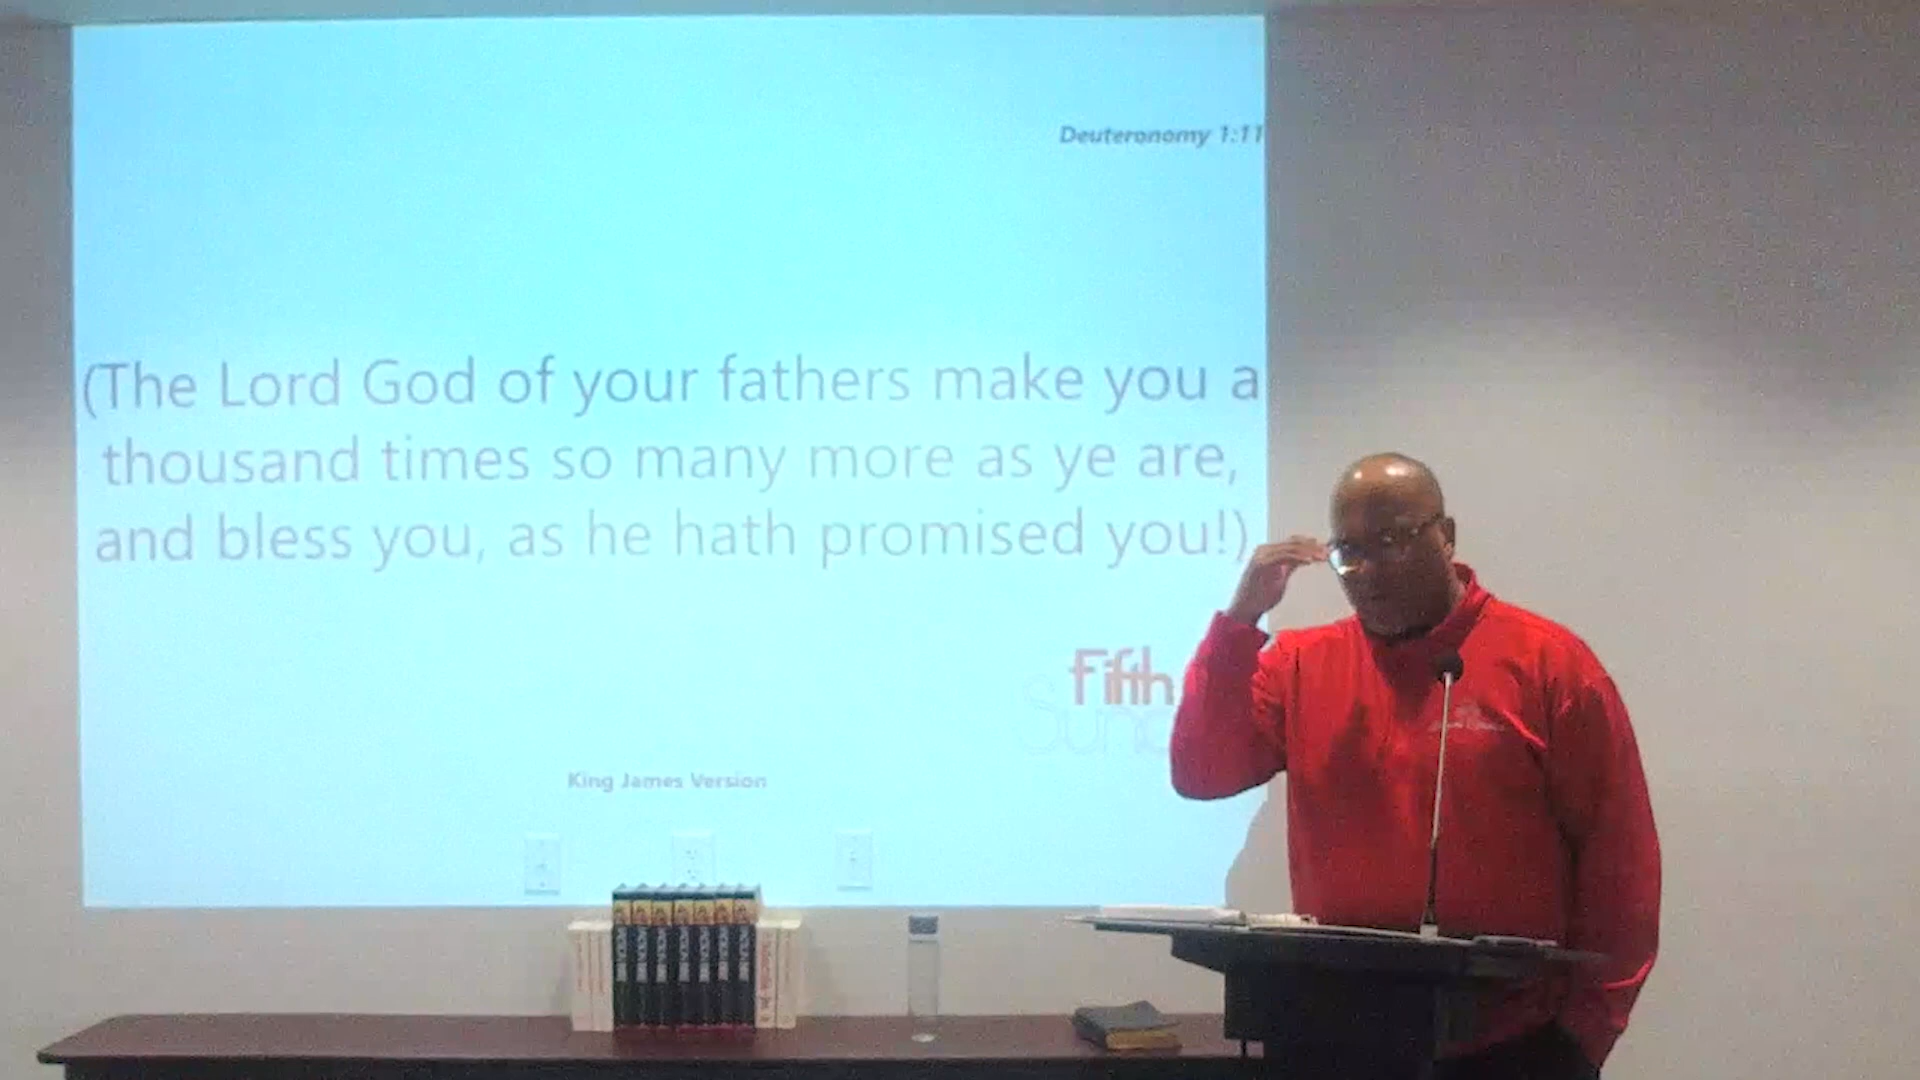 Deuteronomy 1:11
(The Lord God of your fathers make you a
thousand times so many more as ye are,
and bless you, as he hath promised you!)
Fifth
King James Version